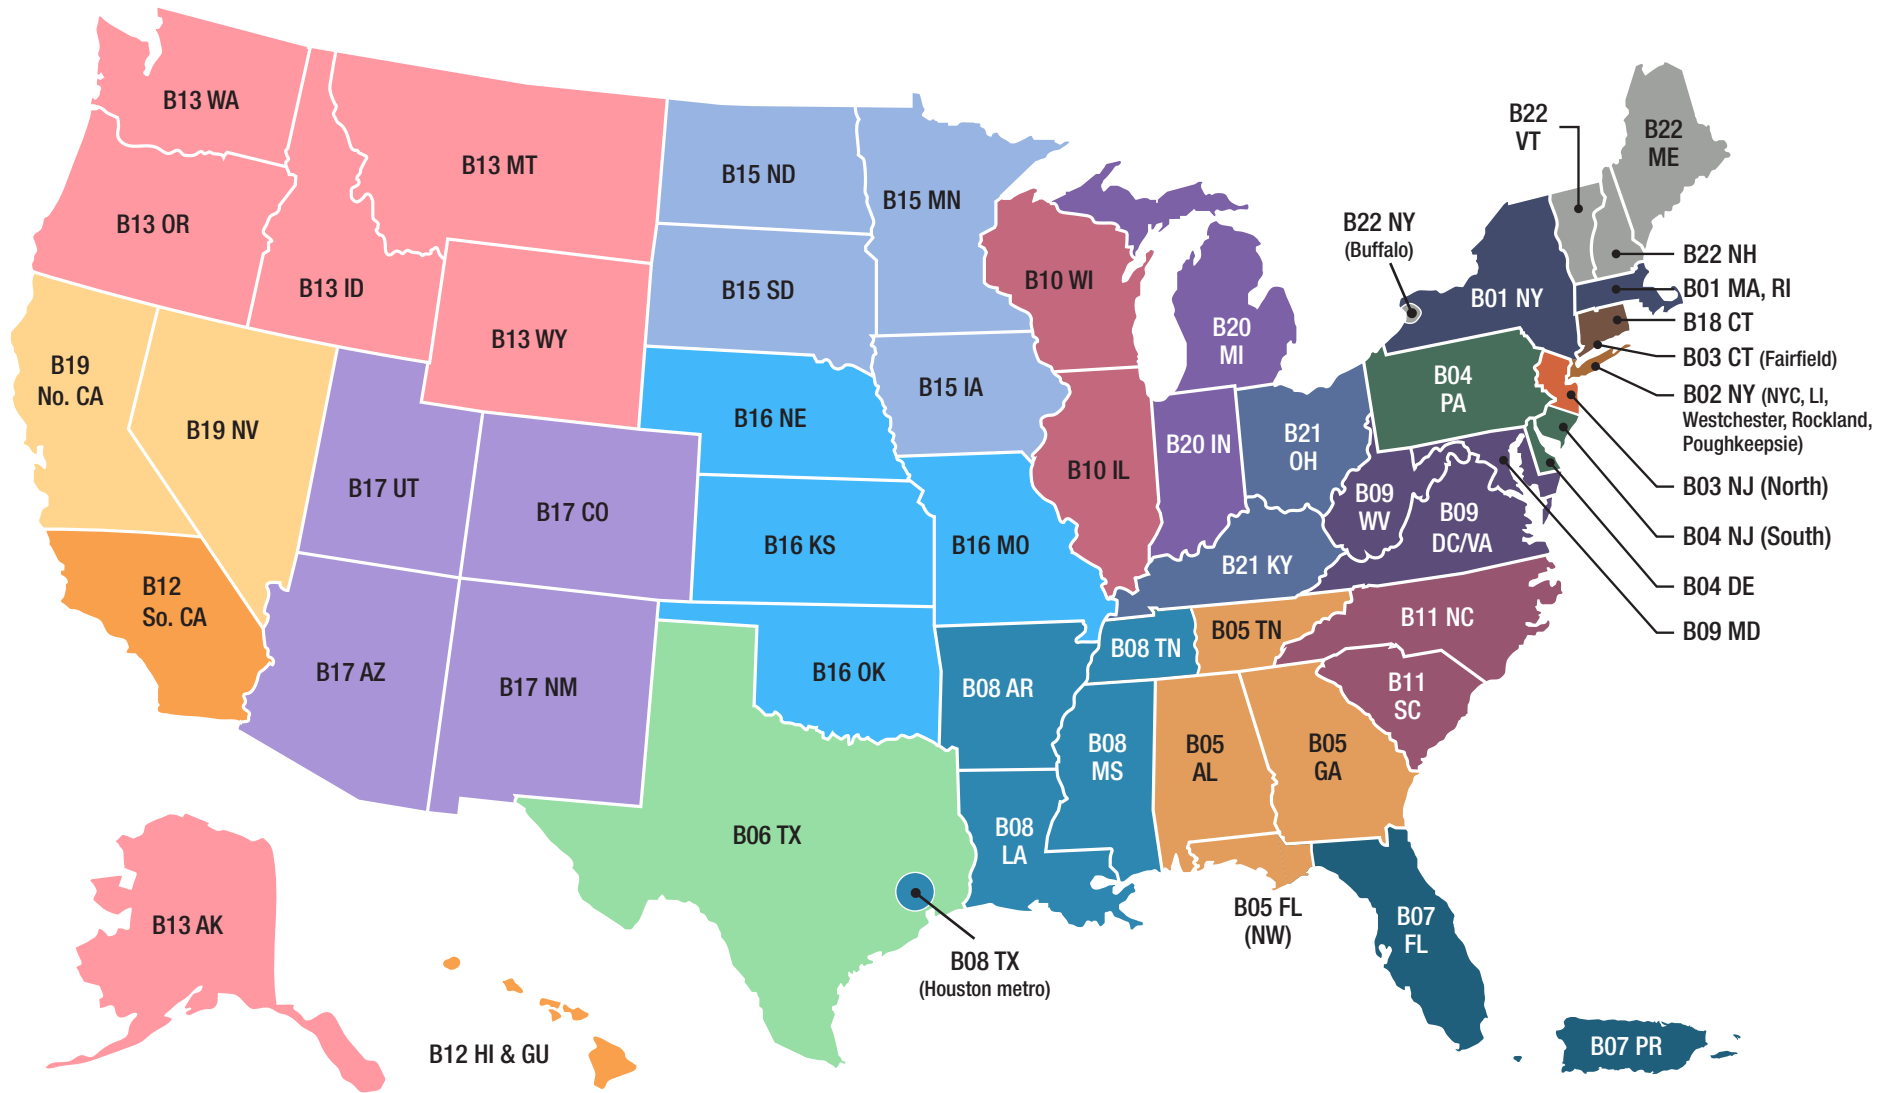 B13 WA
B13 MT
B13 OR
B13 ID
B13 WY
B15 ND
B15 MN
B15 SD
B15 IA
B10 WI
B20
MI
B22
VT
B22
ME
B22 NY
(Buffalo)
B01 NY
B22 NH
B01 MA, RI
B18 CT
B03 CT (Fairfield)
B02 NY (NYC, LI,
Westchester, Rockland,
Poughkeepsie)
B03 NJ (North)
B04 NJ (South)
B04 DE
B09 MD
B19
No. CA
B19 NV
B17 UT
B17 CO
B16 NE
B16 KS
B16 MO
B10 IL
B20 IN
B21
OH
B04
PA
B09
WV
B09
DC/VA
B21 KY
B12
So. CA
B17 AZ
B17 NM
B16 OK
B08 AR
B08 TN
B05 TN
B11 NC
B11
SC
B06 TX
B08
LA
B08
MS
B05
AL
B05
GA
B05 FL
(NW)
B07
FL
B08 TX
(Houston metro)
B13 AK
B12 HI & GU
B07 PR